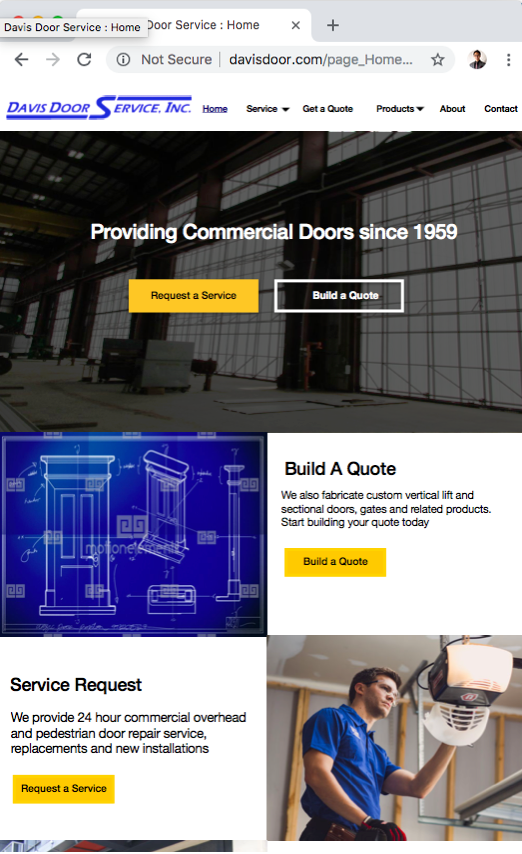 Door Service : Home
Davis Door Service : Home
Not Secure
davisdoor.com/page_Home...
DAVIS DOOR SERVICE, INC.
Home
Service
Get a Quote
Products
About
Contact
Providing Commercial Doors since 1959
Request a Service
Build a Quote
Build A Quote
We also fabricate custom vertical lift and
sectional doors, gates and related products.
Start building your quote today
Build a Quote
Service Request
We provide 24 hour commercial overhead
and pedestrian door repair service,
replacements and new installations
Request a Service